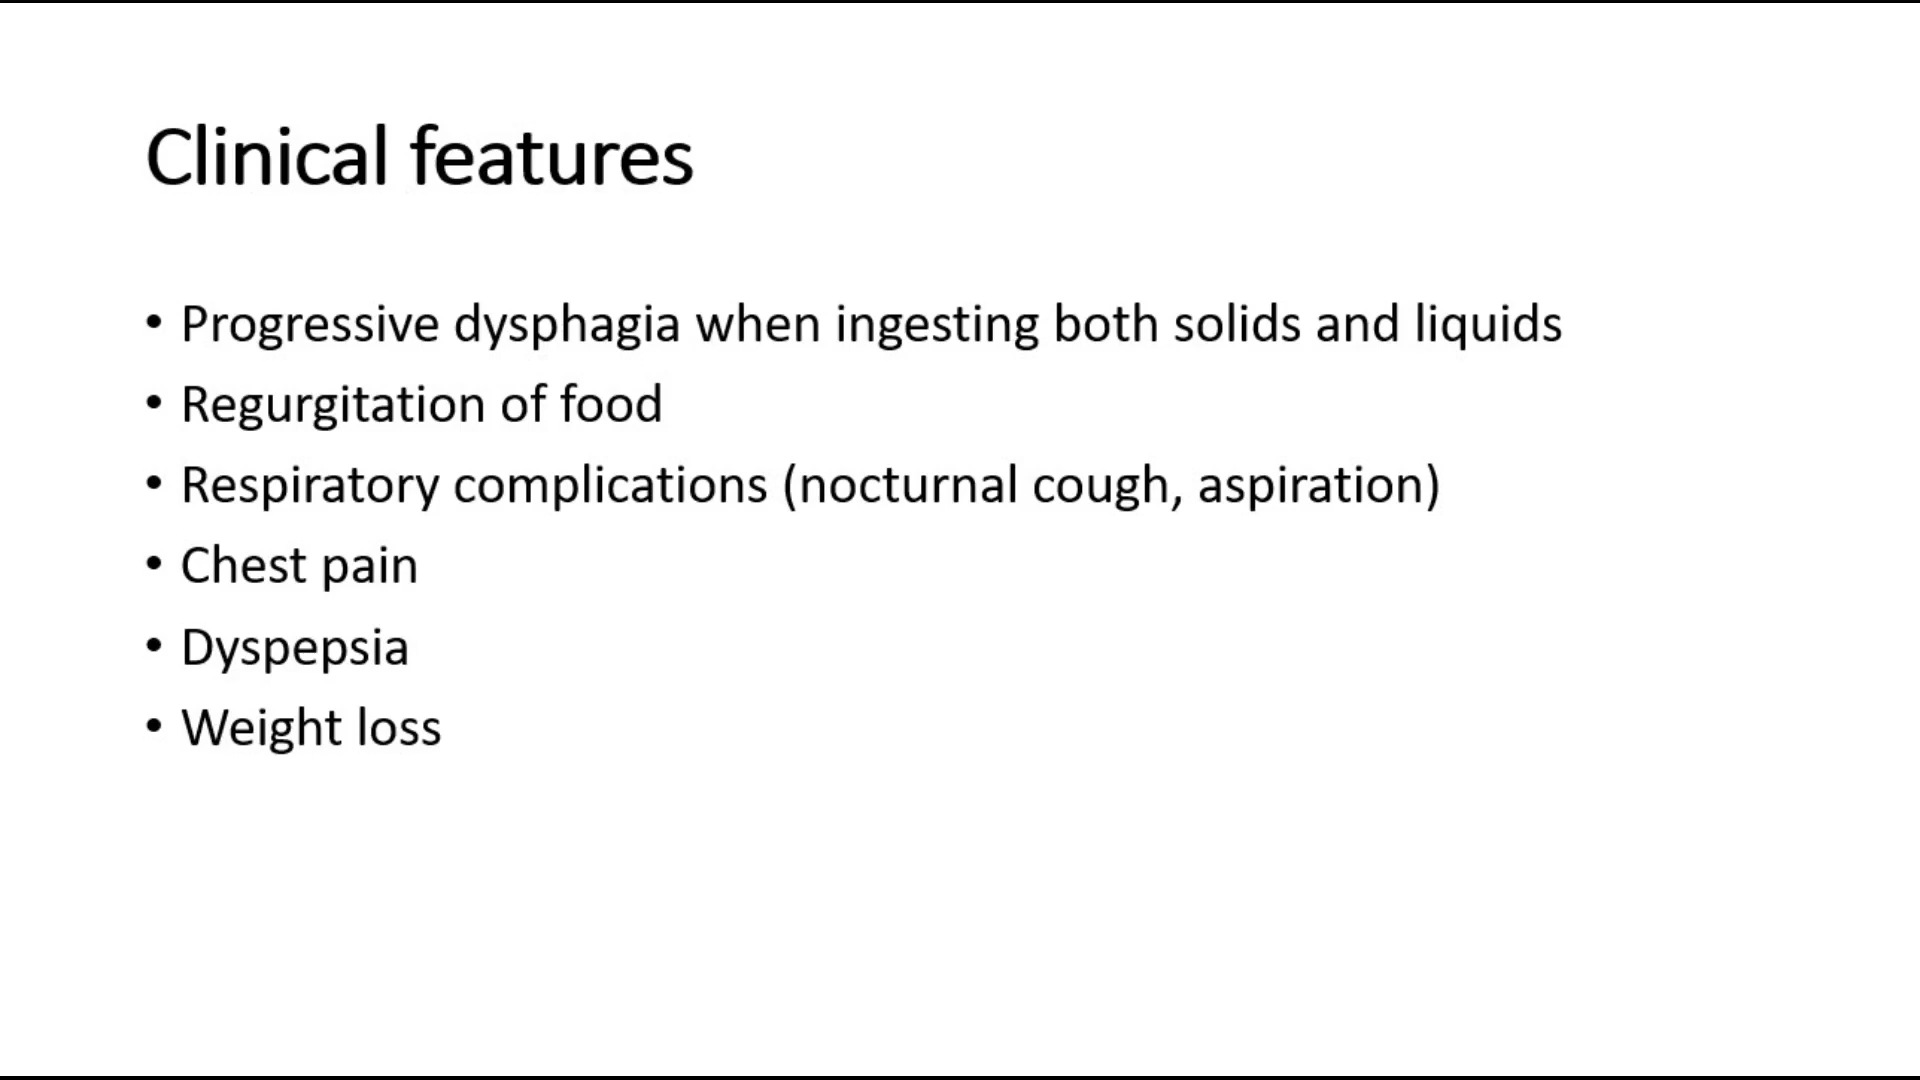 Clinical features
• Progressive dysphagia when ingesting both solids and liquids
• Regurgitation of food
• Respiratory complications (nocturnal cough, aspiration)
• Chest pain
• Dyspepsia
• Weight loss